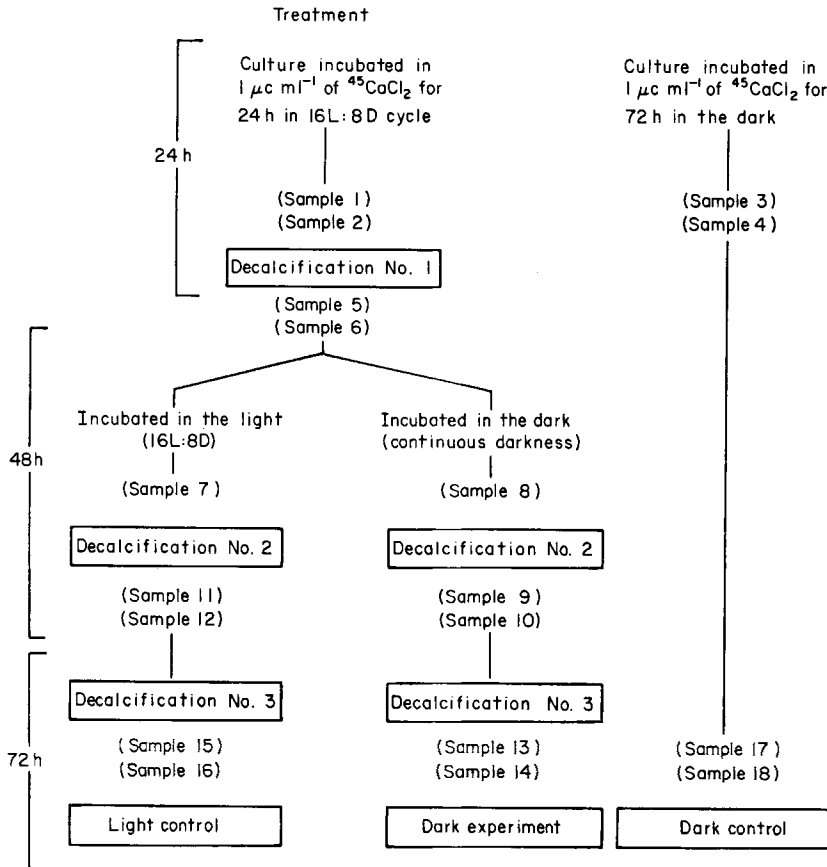 Treatment
Culture incubated in
1 μc ml⁻¹ of ⁴⁵CaCl₂ for
24h in 16L:8D cycle
Culture incubated in
1 μc ml⁻¹ of ⁴⁵CaCl₂ for
72h in the dark
24h
(Sample 1)
(Sample 2)
(Sample 3)
(Sample 4)
Decalcification No. 1
(Sample 5)
(Sample 6)
48h
Incubated in the light
(16L:8D)
Incubated in the dark
(continuous darkness)
(Sample 7)
(Sample 8)
Decalcification No. 2
Decalcification No. 2
(Sample 11)
(Sample 12)
(Sample 9)
(Sample 10)
72h
Decalcification No. 3
Decalcification No. 3
(Sample 15)
(Sample 16)
(Sample 13)
(Sample 14)
(Sample 17)
(Sample 18)
Light control
Dark experiment
Dark control